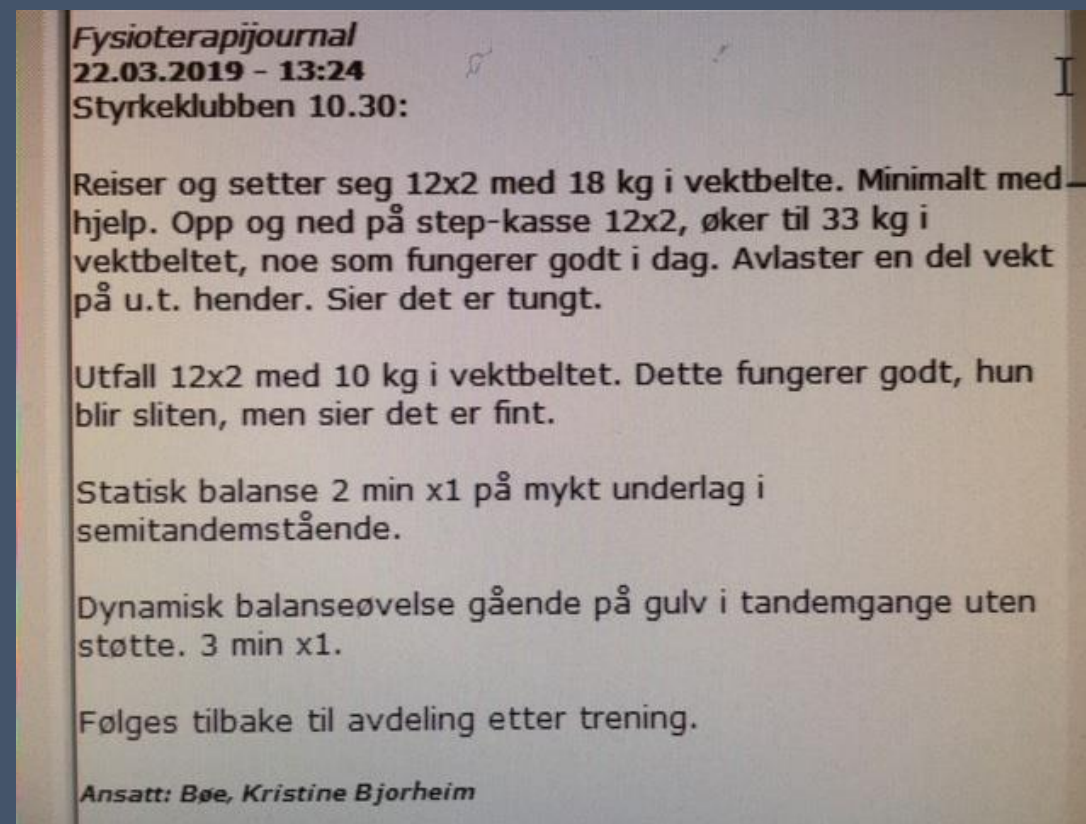 Fysioterapijournal
22.03.2019 - 13:24
Styrkeklubben 10.30:
Reiser og setter seg 12x2 med 18 kg i vektbelte. Minimalt med
hjelp. Opp og ned på step-kasse 12x2, øker til 33 kg i
vektbeltet, noe som fungerer godt i dag. Avlaster en del vekt
på u.t. hender. Sier det er tungt.
Utfall 12x2 med 10 kg i vektbeltet. Dette fungerer godt, hun
blir sliten, men sier det er fint.
Statisk balanse 2 min x1 på mykt underlag i
semitandemstående.
Dynamisk balanseøvelse gående på gulv i tandemgange uten
støtte. 3 min x1.
Følges tilbake til avdeling etter trening.
Ansatt: Bøe, Kristine Bjorheim